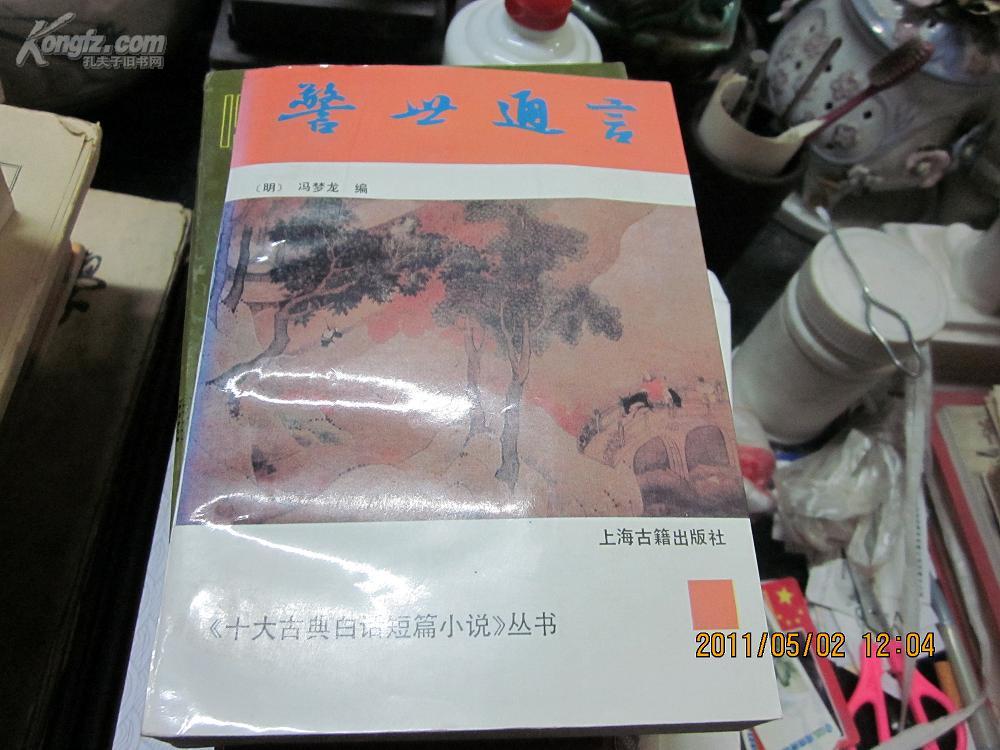 Kongfz.com
孔夫子旧书网
警世通言
〔明〕 冯梦龙 编
上海古籍出版社
《十大古典白话短篇小说》丛书
2011/05/02 12:04